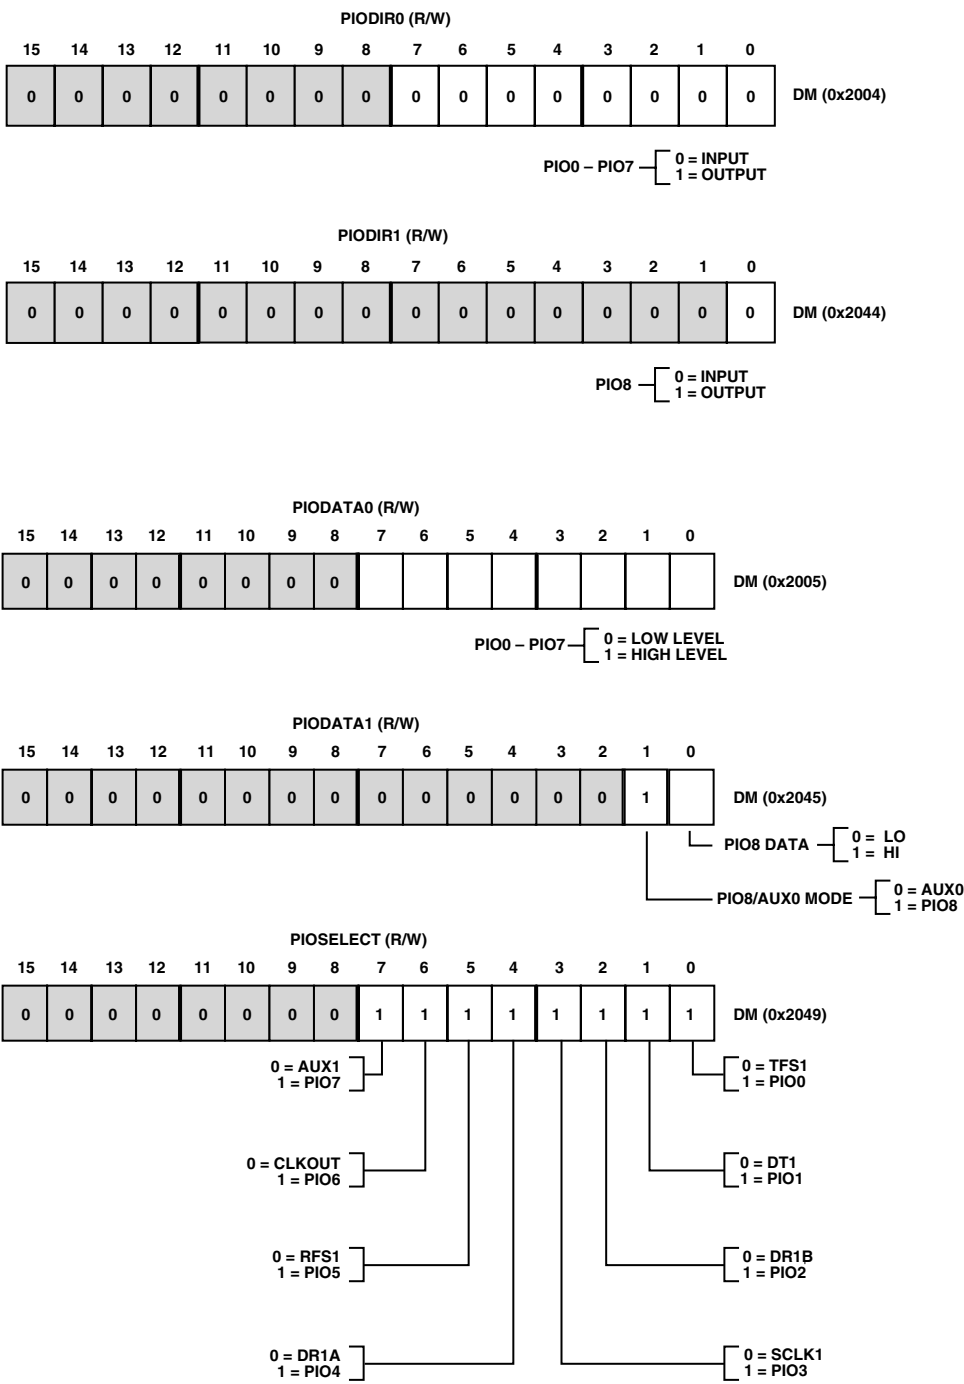 PIODIR0 (R/W)
15 14 13 12 11 10 9 8 7 6 5 4 3 2 1 0
0 0 0 0 0 0 0 0 0 0 0 0 0 0 0 0 DM (0x2004)
PIO0 – PIO7 0 = INPUT
1 = OUTPUT
PIODIR1 (R/W)
15 14 13 12 11 10 9 8 7 6 5 4 3 2 1 0
0 0 0 0 0 0 0 0 0 0 0 0 0 0 0 0 DM (0x2044)
PIO8 0 = INPUT
1 = OUTPUT
PIODATA0 (R/W)
15 14 13 12 11 10 9 8 7 6 5 4 3 2 1 0
0 0 0 0 0 0 0 0 DM (0x2005)
PIO0 – PIO7 0 = LOW LEVEL
1 = HIGH LEVEL
PIODATA1 (R/W)
15 14 13 12 11 10 9 8 7 6 5 4 3 2 1 0
0 0 0 0 0 0 0 0 0 0 0 0 0 0 1 DM (0x2045)
PIO8 DATA 0 = LO
1 = HI
PIO8/AUX0 MODE 0 = AUX0
1 = PIO8
PIOSELECT (R/W)
15 14 13 12 11 10 9 8 7 6 5 4 3 2 1 0
0 0 0 0 0 0 0 0 1 1 1 1 1 1 1 1 DM (0x2049)
0 = AUX1
1 = PIO7
0 = TFS1
1 = PIO0
0 = CLKOUT
1 = PIO6
0 = DT1
1 = PIO1
0 = RFS1
1 = PIO5
0 = DR1B
1 = PIO2
0 = DR1A
1 = PIO4
0 = SCLK1
1 = PIO3